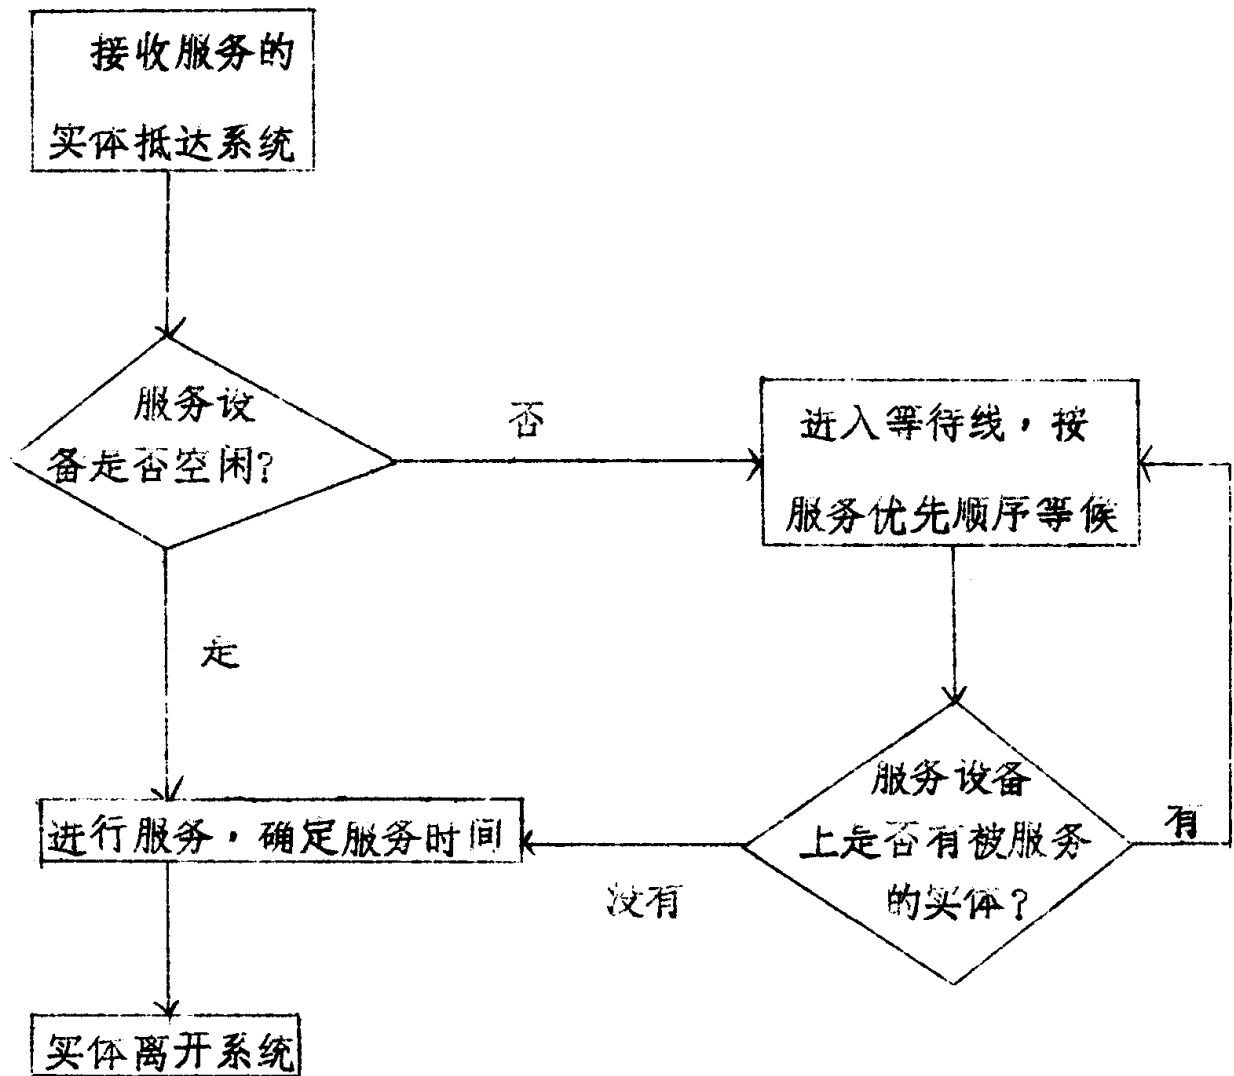 接收服务的
实体抵达系统
服务设
备是否空闲?
否
进入等待线，按
服务优先顺序等候
是
服务设备
上是否有被服务
的实体?
有
没有
进行服务，确定服务时间
实体离开系统